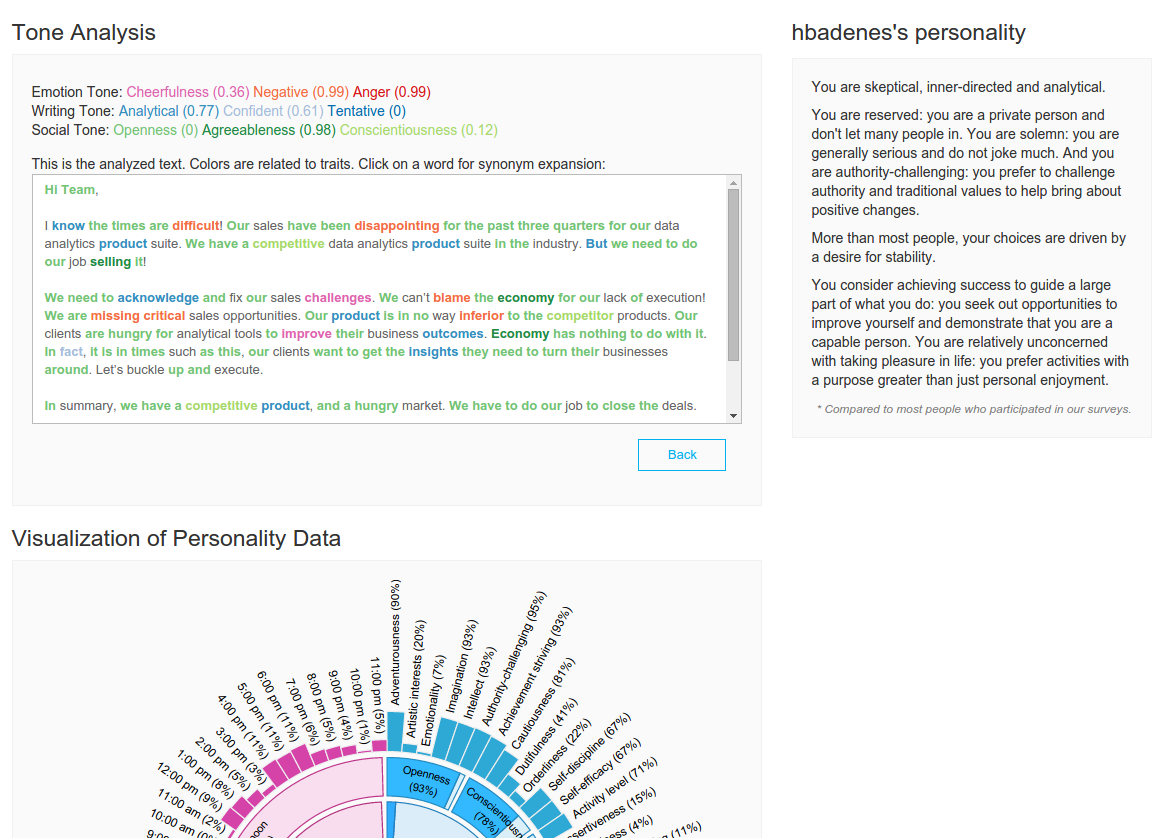 Tone Analysis
Emotion Tone: Cheerfulness (0.36) Negative (0.99) Anger (0.99)
Writing Tone: Analytical (0.77) Confident (0.61) Tentative (0)
Social Tone: Openness (0) Agreeableness (0.98) Conscientiousness (0.12)
This is the analyzed text. Colors are related to traits. Click on a word for synonym expansion:
Hi Team,
I know the times are difficult! Our sales have been disappointing for the past three quarters for our data
analytics product suite. We have a competitive data analytics product suite in the industry. But we need to do
our job selling it!
We need to acknowledge and fix our sales challenges. We can't blame the economy for our lack of execution!
We are missing critical sales opportunities. Our product is in no way inferior to the competitor products. Our
clients are hungry for analytical tools to improve their business outcomes. Economy has nothing to do with it.
In fact, it is in times such as this, our clients want to get the insights they need to turn their businesses
around. Let's buckle up and execute.
In summary, we have a competitive product, and a hungry market. We have to do our job to close the deals.
Back
hbadenes's personality
You are skeptical, inner-directed and analytical.
You are reserved: you are a private person and
don't let many people in. You are solemn: you are
generally serious and do not joke much. And you
are authority-challenging: you prefer to challenge
authority and traditional values to help bring about
positive changes.
More than most people, your choices are driven by
a desire for stability.
You consider achieving success to guide a large
part of what you do: you seek out opportunities to
improve yourself and demonstrate that you are a
capable person. You are relatively unconcerned
with taking pleasure in life: you prefer activities with
a purpose greater than just personal enjoyment.
* Compared to most people who participated in our surveys.
Visualization of Personality Data
10:00 am
11:00 am (2%)
12:00 pm (9%)
1:00 pm (8%)
2:00 pm (5%)
3:00 pm (3%)
4:00 pm (11%)
5:00 pm (11%)
6:00 pm (11%)
7:00 pm (6%)
8:00 pm (5%)
9:00 pm (4%)
10:00 pm (1%)
11:00 pm (5%)
Adventurousness (90%)
Artistic interests (20%)
Emotionality (7%)
Imagination (93%)
Intellect (93%)
Authority-challenging (95%)
Achievement striving (93%)
Cautiousness (81%)
Dutifulness (41%)
Orderliness (22%)
Self-discipline (67%)
Self-efficacy (67%)
Activity level (71%)
ssertiveness (15%)
ness (4%)
(11%)
Openness
(93%)
Conscientiousn
(78%)
oon